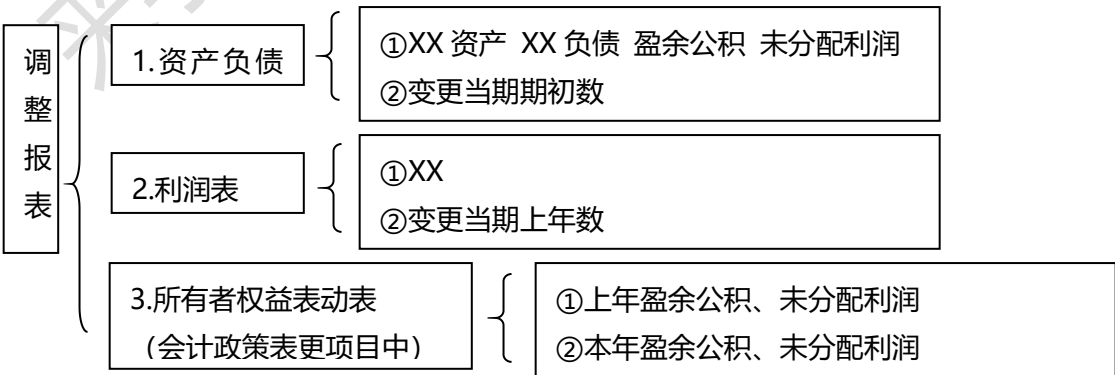 调
整
报
表
1.资产负债
①XX 资产 XX 负债 盈余公积 未分配利润
②变更当期期初数
2.利润表
①XX
②变更当期上年数
3.所有者权益表动表
(会计政策表更项目中)
①上年盈余公积、未分配利润
②本年盈余公积、未分配利润